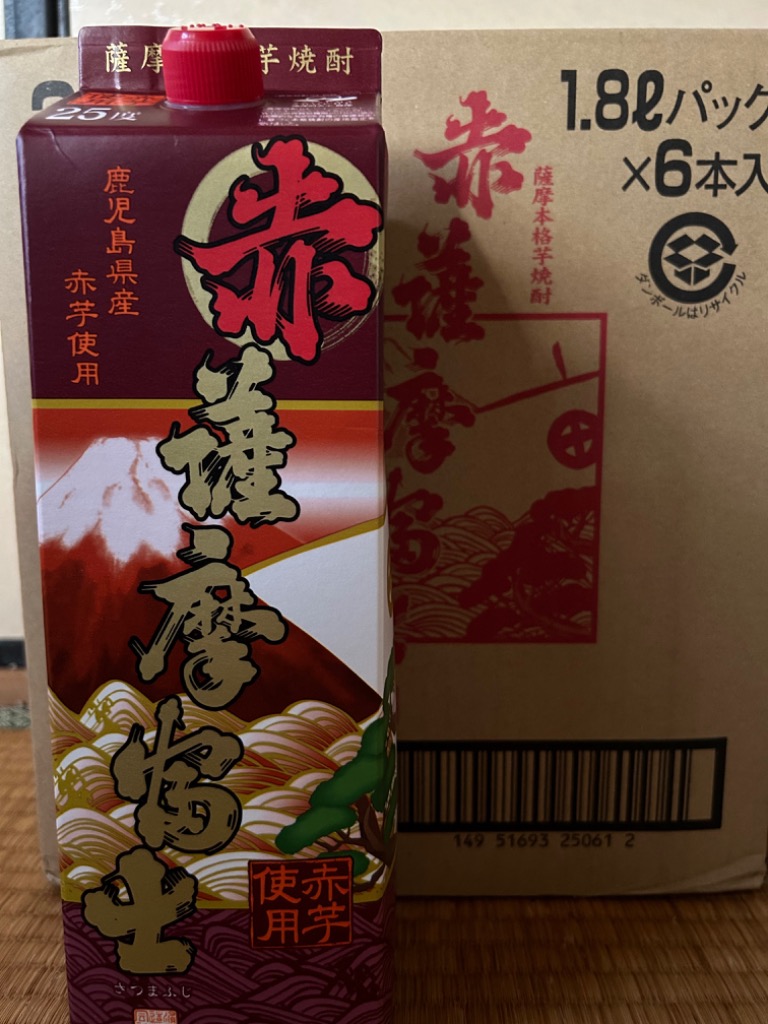 薩摩
芋焼酎
25度
鹿児島県産
赤芋使用
赤薩摩富士
さつまふじ
赤芋
使用
1.8ℓパック
×6本入
薩摩本格芋焼酎
赤薩摩富
ダンボールはリサイクル
149 51693 25061 2